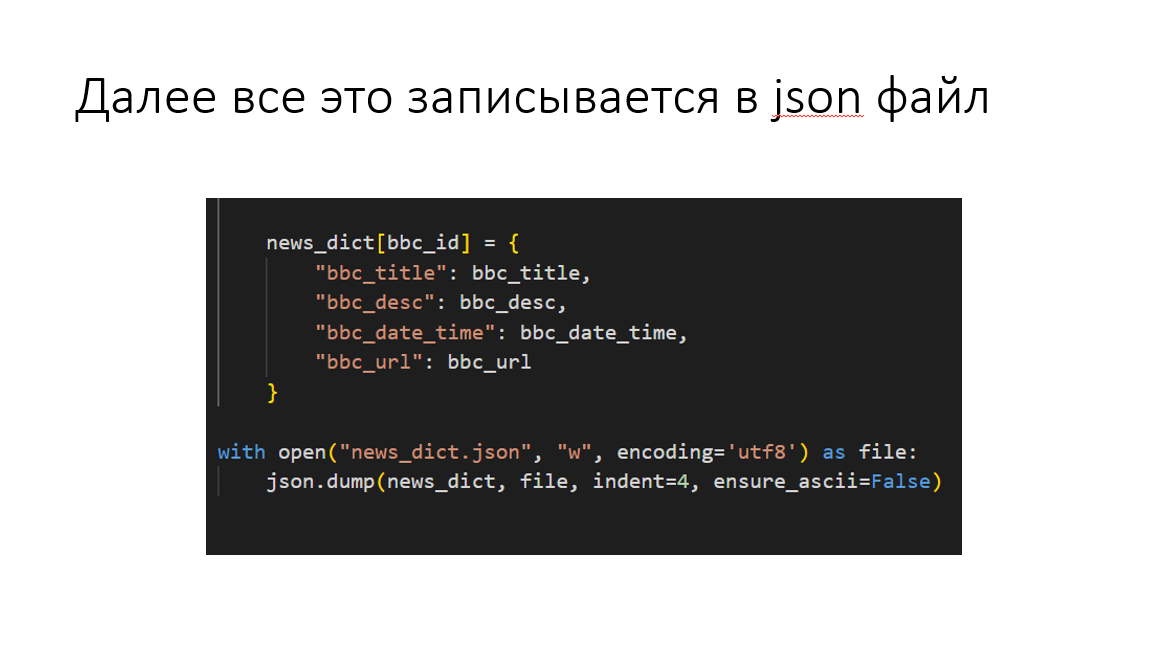 Далее все это записывается в json файл
news_dict[bbc_id] = {
"bbc_title": bbc_title,
"bbc_desc": bbc_desc,
"bbc_date_time": bbc_date_time,
"bbc_url": bbc_url
}
with open("news_dict.json", "w", encoding='utf8') as file:
json.dump(news_dict, file, indent=4, ensure_ascii=False)